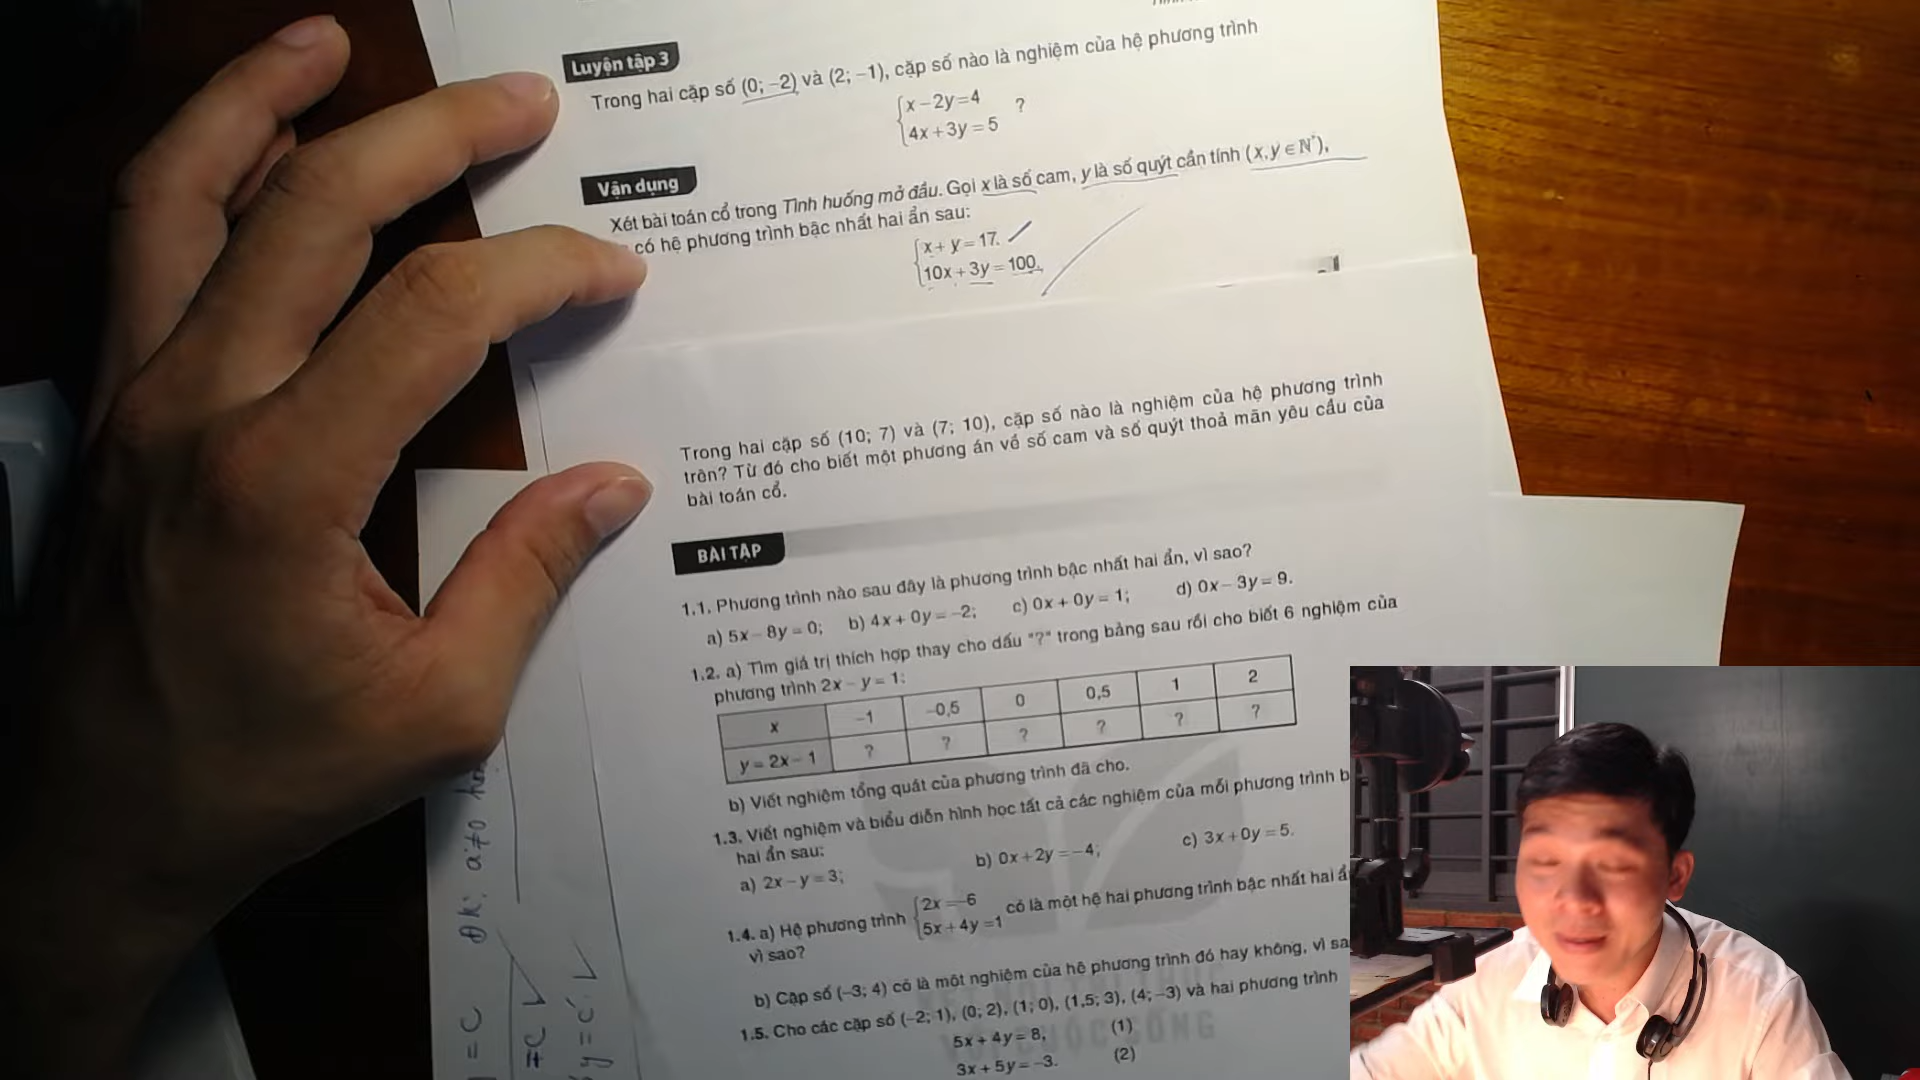 Luyện tập 3
Trong hai cặp số (0; −2) và (2; −1), cặp số nào là nghiệm của hệ phương trình
x − 2y = 4
4x + 3y = 5 ?
Vận dụng
Xét bài toán cổ trong Tình huống mở đầu. Gọi x là số cam, y là số quýt cần tính (x, y ∈ ℕ*),
có hệ phương trình bậc nhất hai ẩn sau:
x + y = 17.
10x + 3y = 100.
Trong hai cặp số (10; 7) và (7; 10), cặp số nào là nghiệm của hệ phương trình
trên? Từ đó cho biết một phương án về số cam và số quýt thoả mãn yêu cầu của
bài toán cổ.
BÀI TẬP
1.1. Phương trình nào sau đây là phương trình bậc nhất hai ẩn, vì sao?
a) 5x − 8y = 0; b) 4x + 0y = −2; c) 0x + 0y = 1; d) 0x − 3y = 9.
1.2. a) Tìm giá trị thích hợp thay cho dấu "?" trong bảng sau rồi cho biết 6 nghiệm của
phương trình 2x − y = 1:
x −1 −0,5 0 0,5 1 2
y = 2x − 1 ? ? ? ? ? ?
b) Viết nghiệm tổng quát của phương trình đã cho.
1.3. Viết nghiệm và biểu diễn hình học tất cả các nghiệm của mỗi phương trình b
hai ẩn sau:
a) 2x − y = 3; b) 0x + 2y = −4; c) 3x + 0y = 5.
1.4. a) Hệ phương trình
2x = −6
5x + 4y = 1
có là một hệ hai phương trình bậc nhất hai ẩ
vì sao?
b) Cặp số (−3; 4) có là một nghiệm của hệ phương trình đó hay không, vì sa
1.5. Cho các cặp số (−2; 1), (0; 2), (1; 0), (1,5; 3), (4; −3) và hai phương trình
5x + 4y = 8, (1)
3x + 5y = −3. (2)